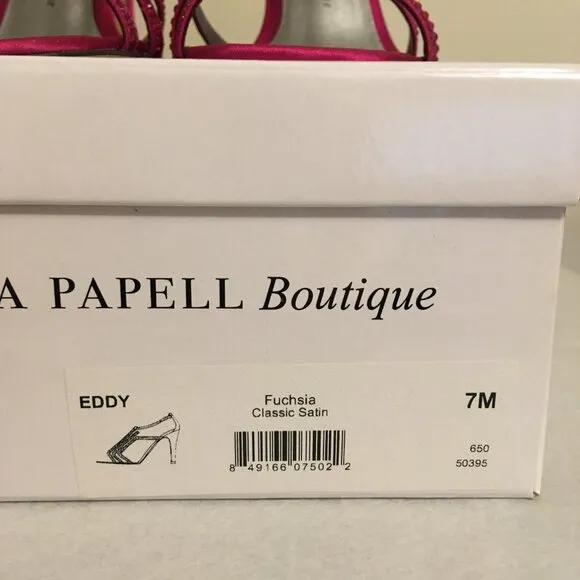 A PAPELL Boutique
EDDY
Fuchsia
Classic Satin
7M
650
50395
8 49166 07502 2